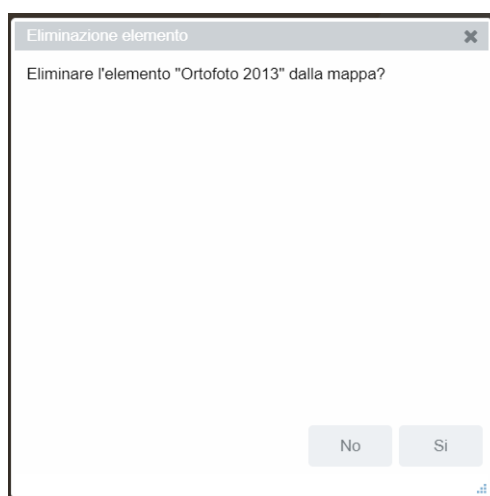 Eliminazione elemento
Eliminare l'elemento "Ortofoto 2013" dalla mappa?
No Si